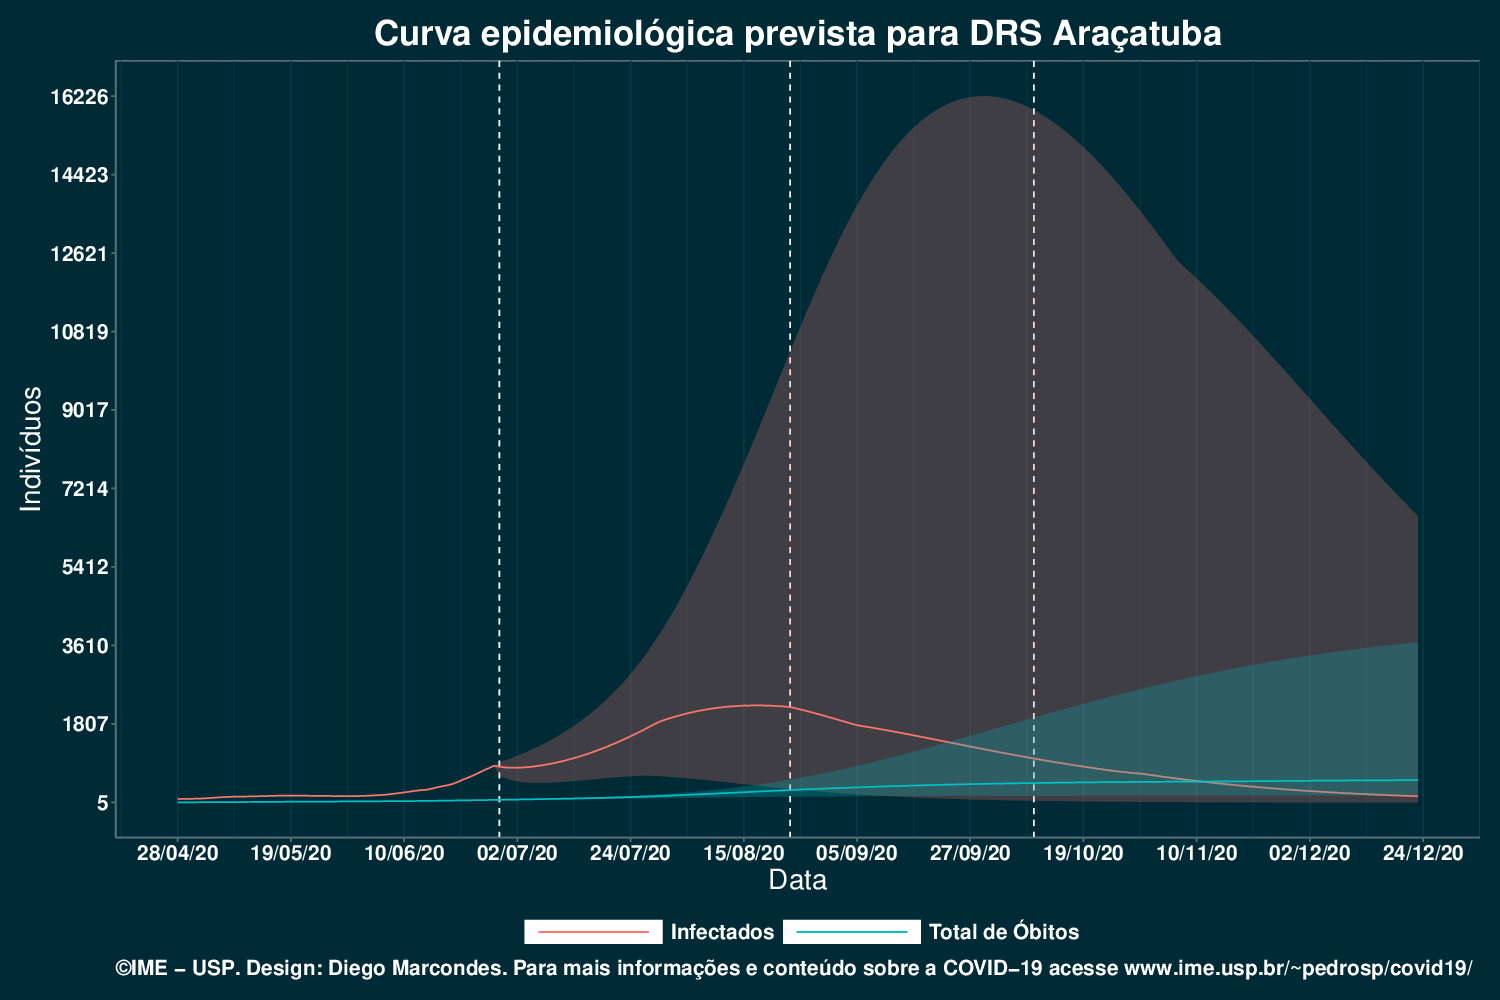 Curva epidemiológica prevista para DRS Araçatuba
16226
14423
12621
10819
9017
7214
5412
3610
1807
5
Indivíduos
28/04/20 19/05/20 10/06/20 02/07/20 24/07/20 15/08/20 05/09/20 27/09/20 19/10/20 10/11/20 02/12/20 24/12/20
Data
Infectados Total de Óbitos
©IME − USP. Design: Diego Marcondes. Para mais informações e conteúdo sobre a COVID−19 acesse www.ime.usp.br/~pedrosp/covid19/